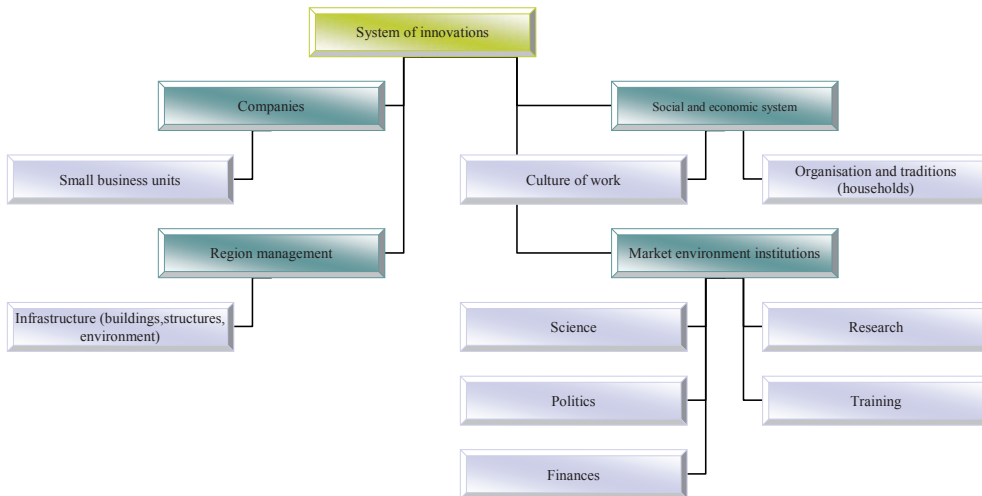 System of innovations
Companies
Social and economic system
Small business units
Culture of work
Organisation and traditions
(households)
Region management
Market environment institutions
Infrastructure (buildings,structures,
environment)
Science
Research
Politics
Training
Finances